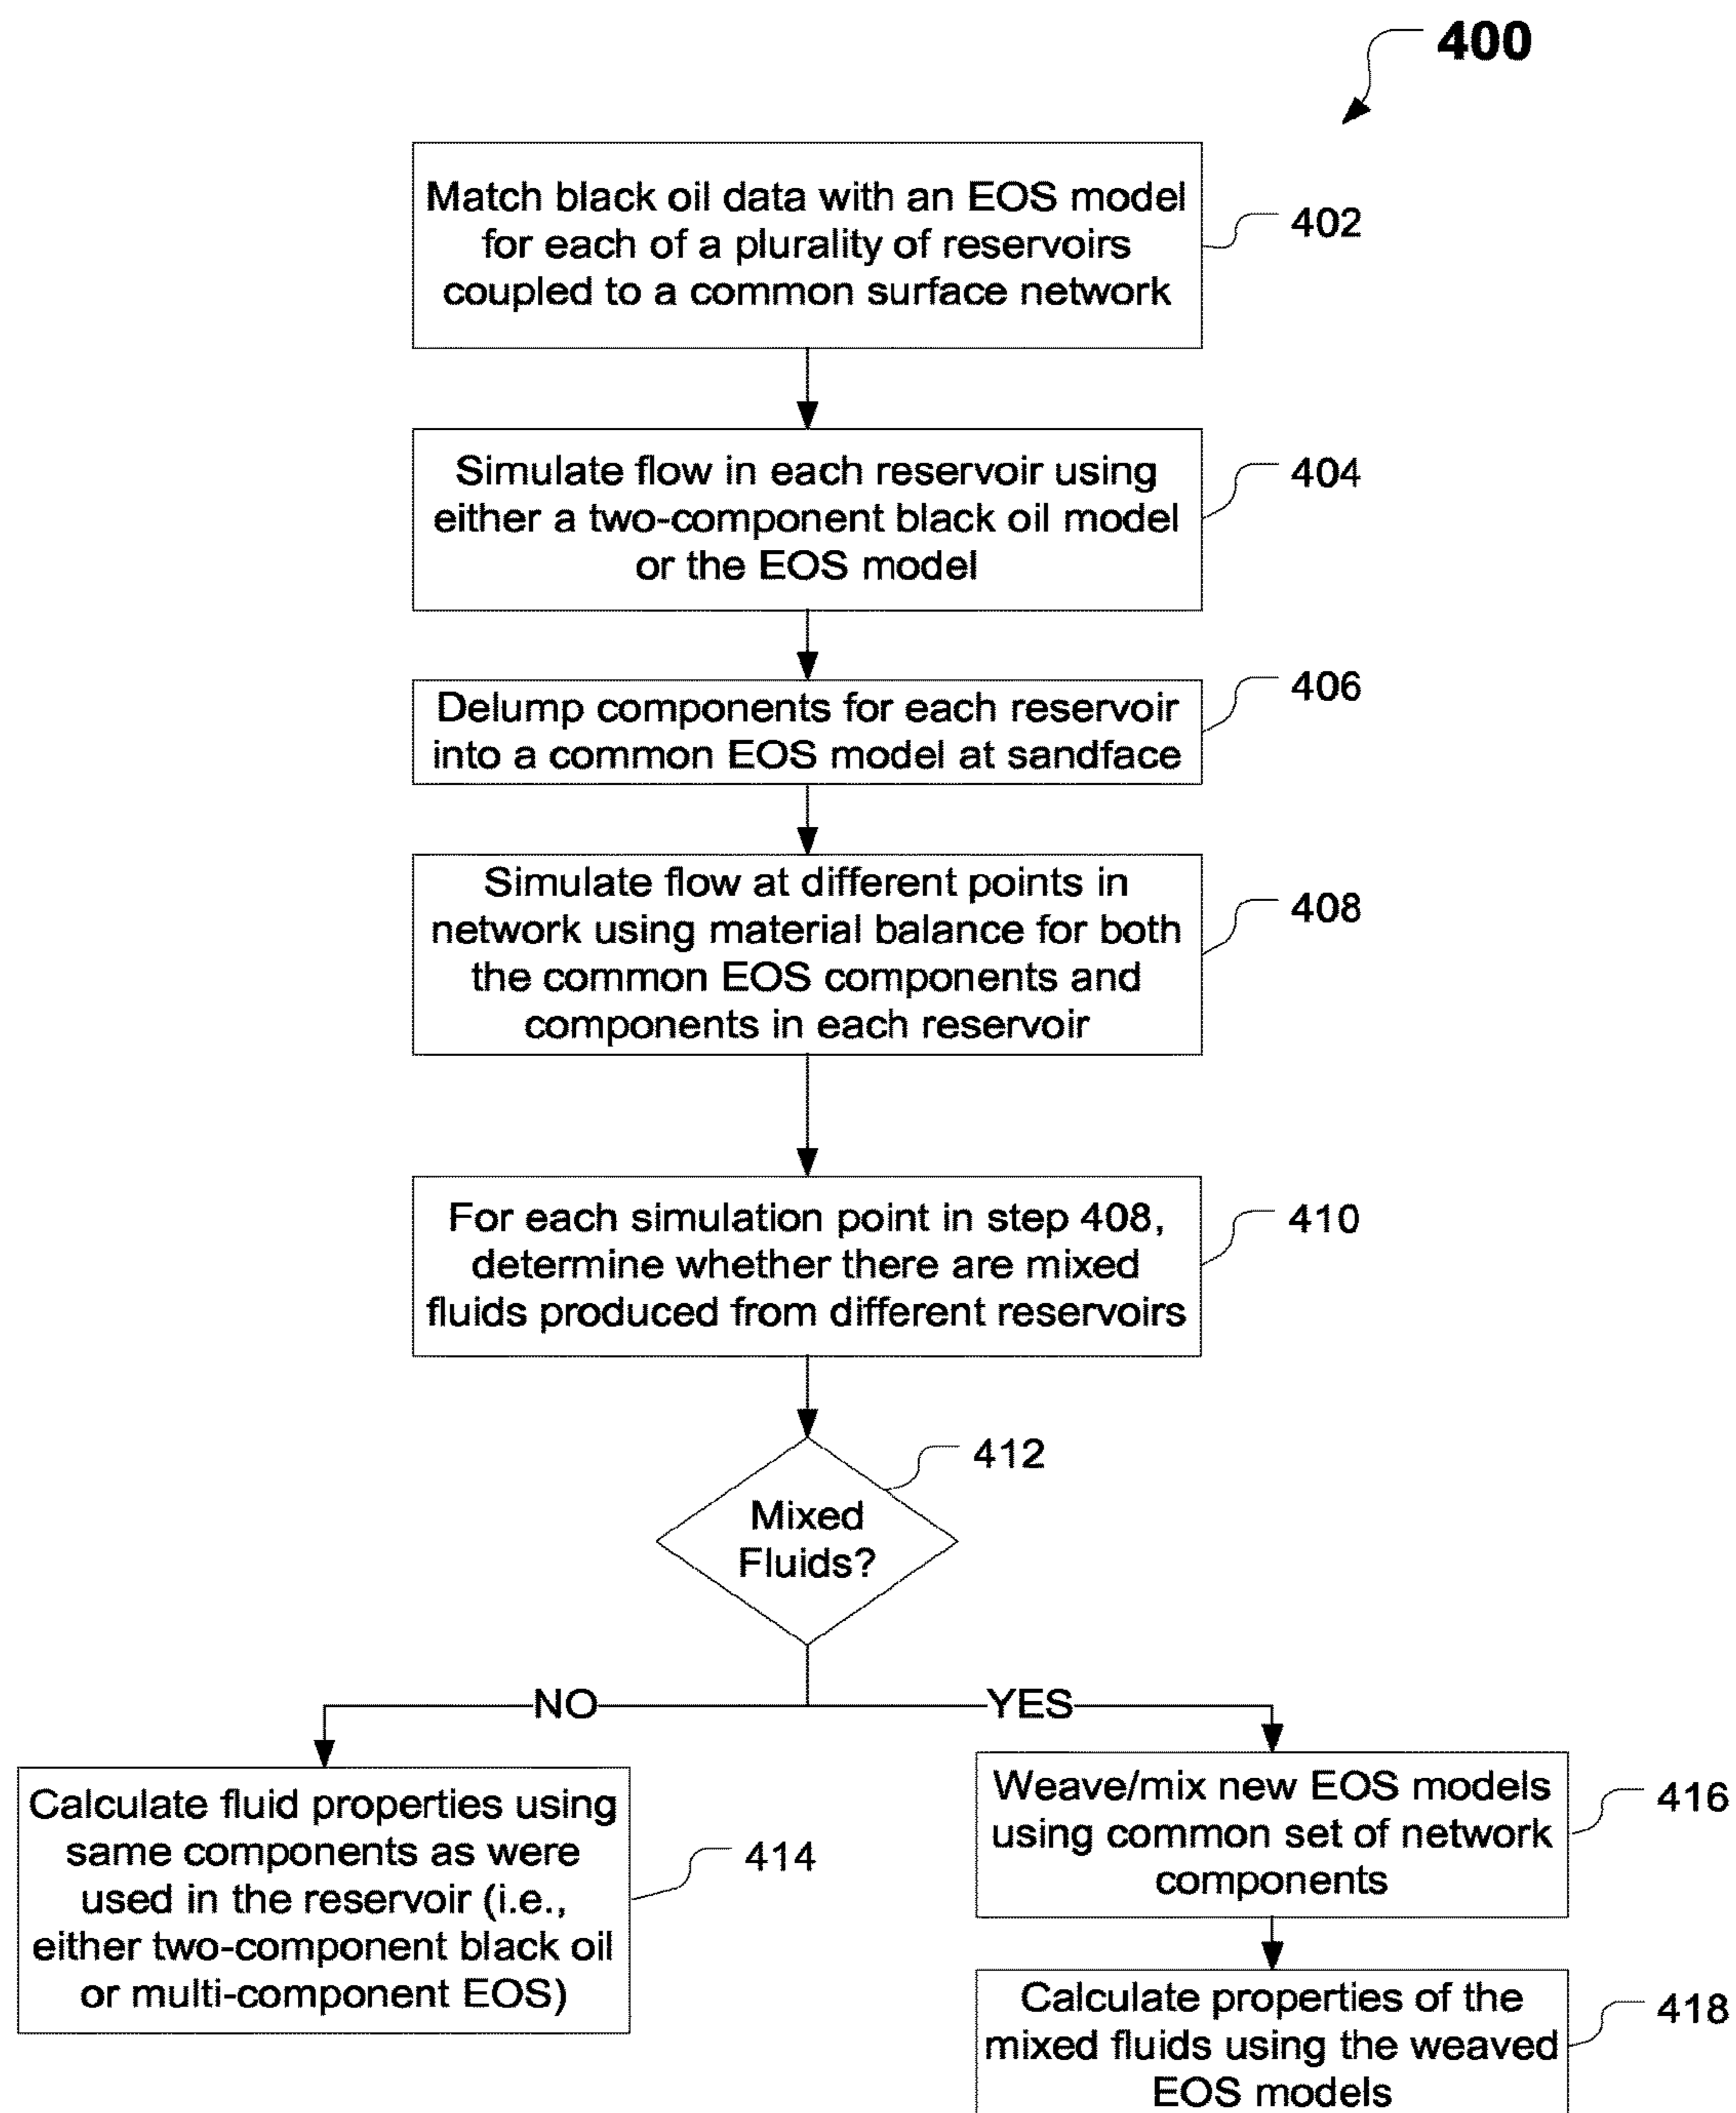 400
Match black oil data with an EOS model
for each of a plurality of reservoirs
coupled to a common surface network
402
Simulate flow in each reservoir using
either a two-component black oil model
or the EOS model
404
Delump components for each reservoir
into a common EOS model at sandface
406
Simulate flow at different points in
network using material balance for both
the common EOS components and
components in each reservoir
408
For each simulation point in step 408,
determine whether there are mixed
fluids produced from different reservoirs
410
Mixed
Fluids?
412
NO
YES
Calculate fluid properties using
same components as were
used in the reservoir (i.e.,
either two-component black oil
or multi-component EOS)
414
Weave/mix new EOS models
using common set of network
components
416
Calculate properties of the
mixed fluids using the weaved
EOS models
418